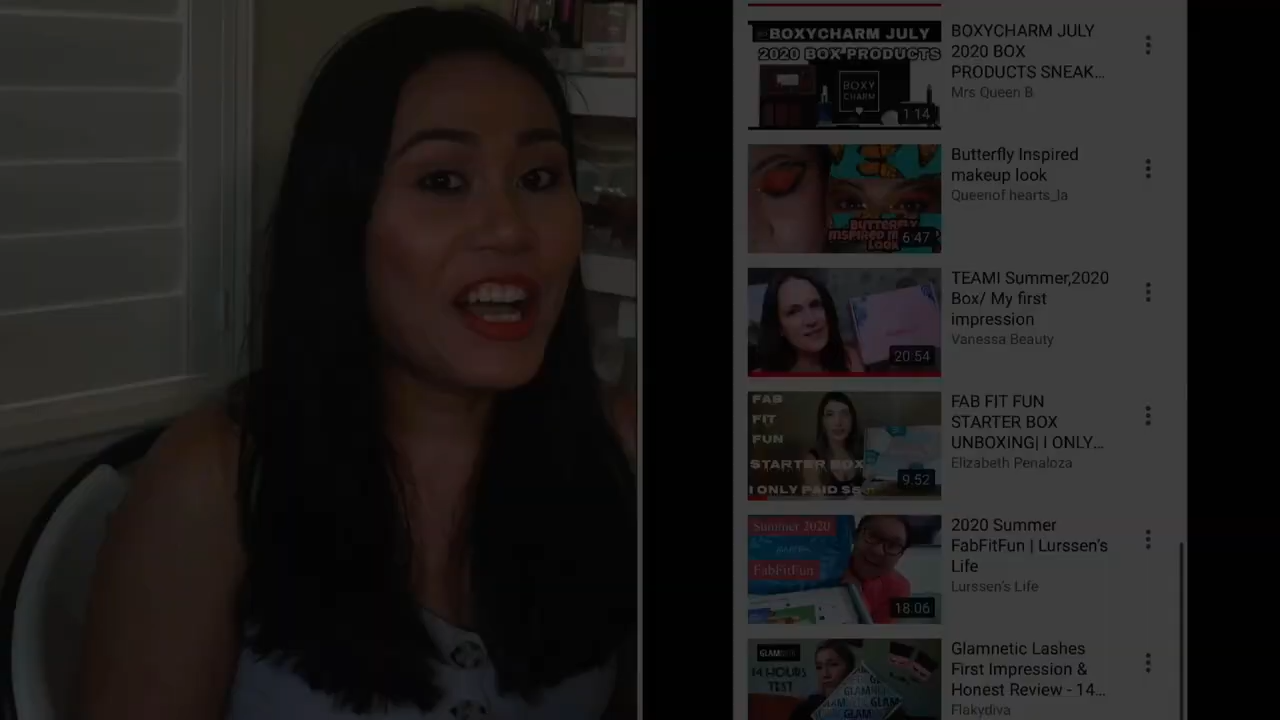 BOXYCHARM JULY
2020 BOX PRODUCTS
BOXY
CHARM
1:14
BOXYCHARM JULY
2020 BOX
PRODUCTS SNEAK...
Mrs Queen B
BUTTERFLY
INSPIRED
LOOK
6:47
Butterfly Inspired
makeup look
Queenof hearts_la
20:54
TEAMI Summer,2020
Box/ My first
impression
Vanessa Beauty
FAB
FIT
FUN
STARTER BOX
I ONLY PAID
9:52
FAB FIT FUN
STARTER BOX
UNBOXING| I ONLY...
Elizabeth Penaloza
Summer 2020
FabFitFun
18:06
2020 Summer
FabFitFun | Lurssen's
Life
Lurssen's Life
GLAM
14 HOURS
TEST
GLAM
Glamnetic Lashes
First Impression &
Honest Review - 14...
Flakydiva